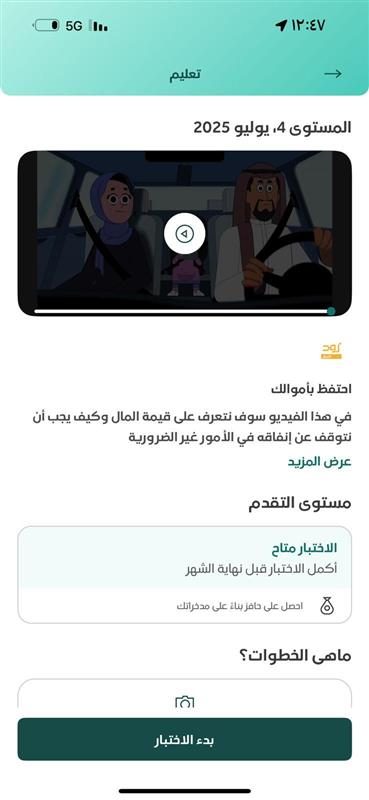 ١٢:٤٧
5G
تعليم
المستوى 4، يوليو 2025
زود
احتفظ بأموالك
في هذا الفيديو سوف نتعرف على قيمة المال وكيف يجب أن
نتوقف عن إنفاقه في الأمور غير الضرورية
عرض المزيد
مستوى التقدم
الاختبار متاح
أكمل الاختبار قبل نهاية الشهر
احصل على حافز بناءً على مدخراتك
ماهي الخطوات؟
بدء الاختبار